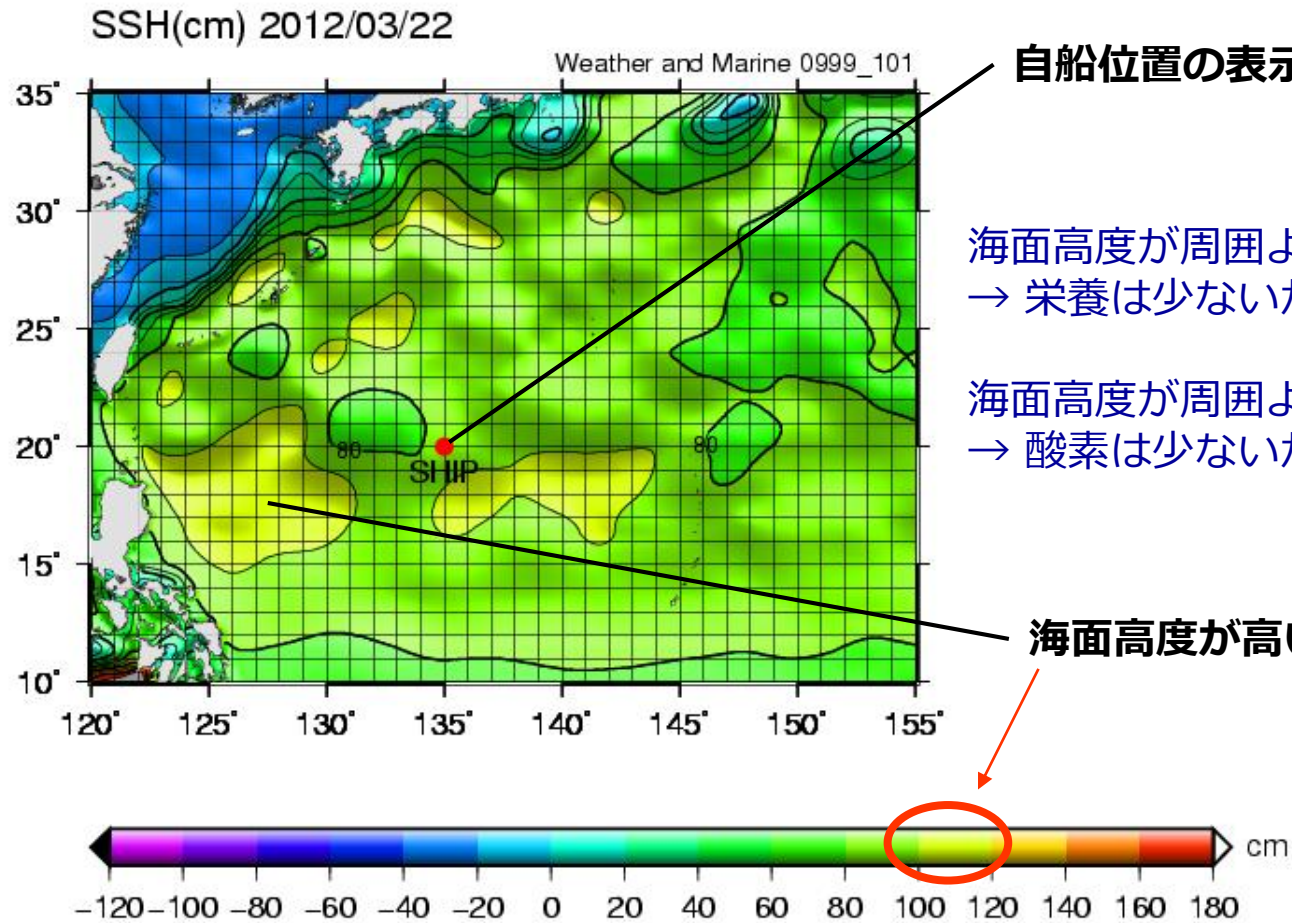 SSH(cm) 2012/03/22
Weather and Marine 0999_101
自船位置の表示
35°
30°
海面高度が周囲よ
→ 栄養は少ないが
25°
海面高度が周囲よ
→ 酸素は少ないが
20°
80
80
SHIP
15°
海面高度が高い
10°
120° 125° 130° 135° 140° 145° 150° 155°
cm
-120 -100 -80 -60 -40 -20 0 20 40 60 80 100 120 140 160 180